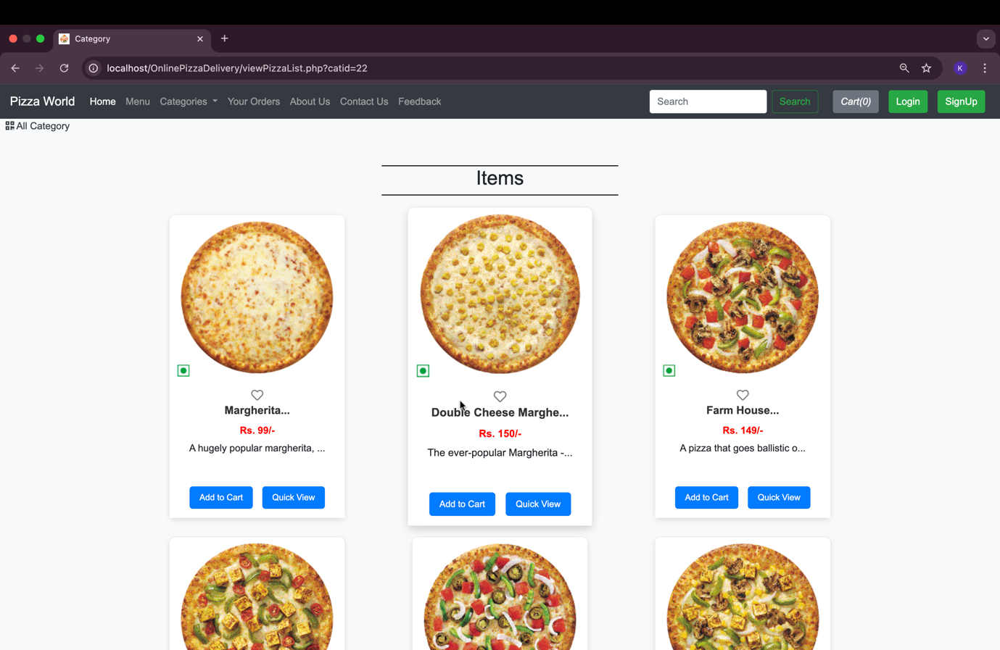 Category
localhost/OnlinePizzaDelivery/viewPizzaList.php?catid=22
K
Pizza World Home Menu Categories Your Orders About Us Contact Us Feedback Search Search Cart(0) Login SignUp
All Category
Items
Margherita...
Rs. 99/-
A hugely popular margherita, ...
Add to Cart Quick View
Double Cheese Marghe...
Rs. 150/-
The ever-popular Margherita -...
Add to Cart Quick View
Farm House...
Rs. 149/-
A pizza that goes ballistic o...
Add to Cart Quick View